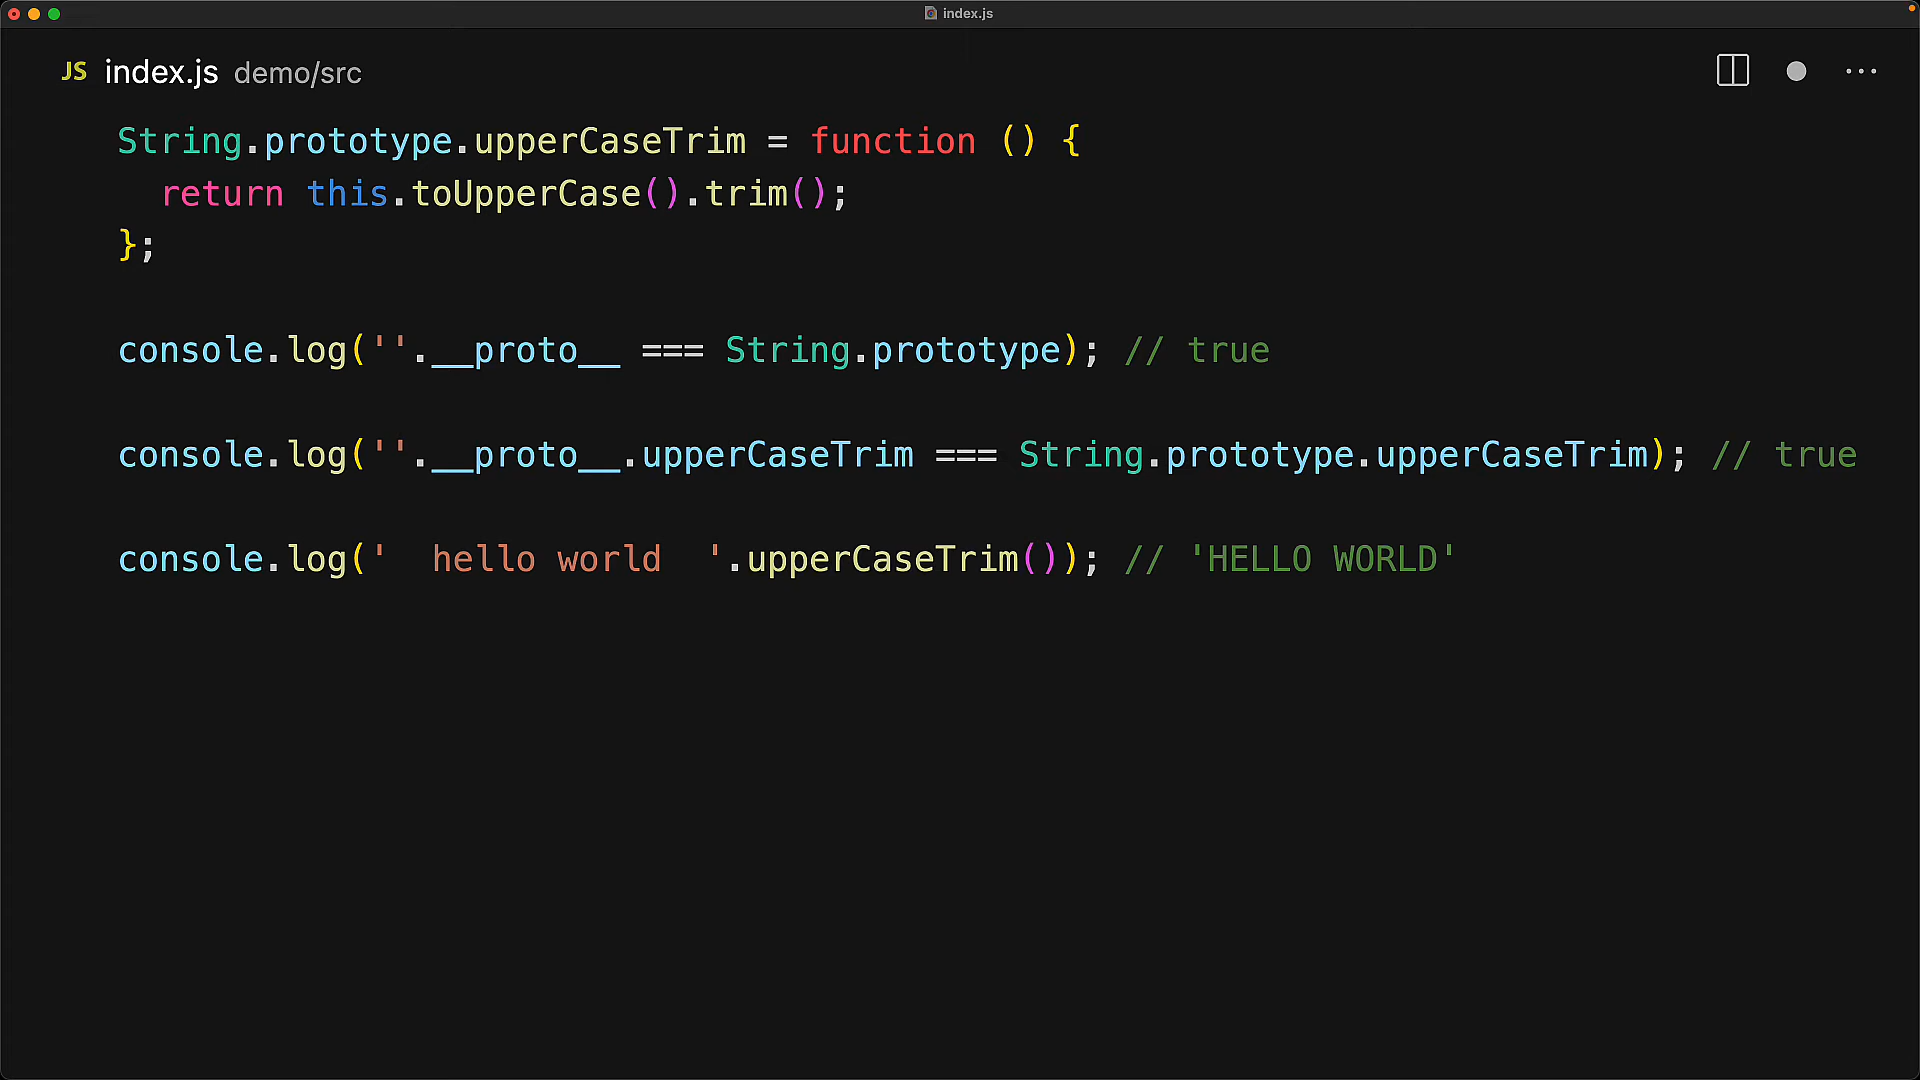 index.js
JS index.js demo/src
String.prototype.upperCaseTrim = function () {
  return this.toUpperCase().trim();
};
console.log(''.__proto__ === String.prototype); // true
console.log(''.__proto__.upperCaseTrim === String.prototype.upperCaseTrim); // true
console.log('  hello world  '.upperCaseTrim()); // 'HELLO WORLD'